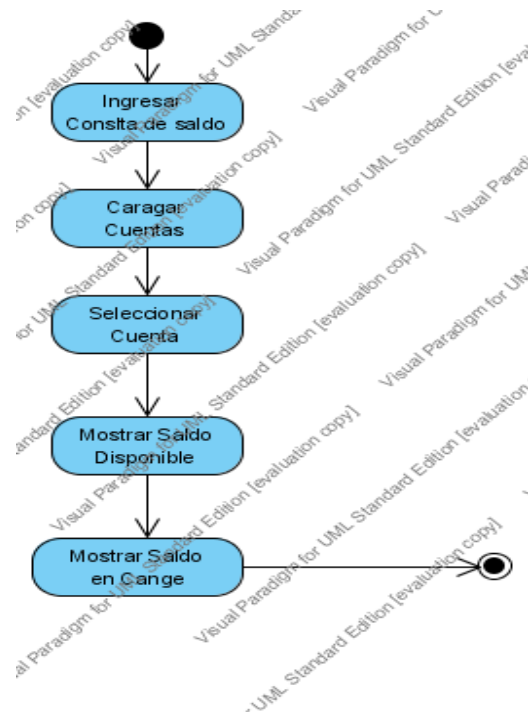 Ingresar
Conslta de saldo
Caragar
Cuentas
Seleccionar
Cuenta
Mostrar Saldo
Disponible
Mostrar Saldo
en Cange
Visual Paradigm for UML Standard Edition [evaluation copy]